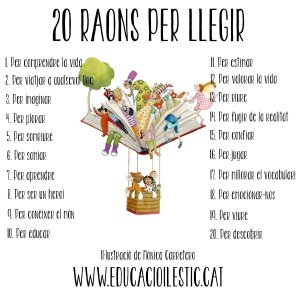 20 RAONS PER LLEGIR
1. Per comprendre la vida
2. Per viatjar a qualsevol lloc
3. Per imaginar
4. Per plorar
5. Per somriure
6. Per somiar
7. Per aprendre
8. Per ser un heroi
9. Per conèixer el món
10. Per educar
11. Per estimar
12. Per valorar la vida
13. Per riure
14. Per fugir de la realitat
15. Per confiar
16. Per jugar
17. Per millorar el vocabulari
18. Per emocionar-nos
19. Per viure
20. Per descobrir
Il·lustració de Mónica Carretero
WWW.EDUCACIOILESTIC.CAT